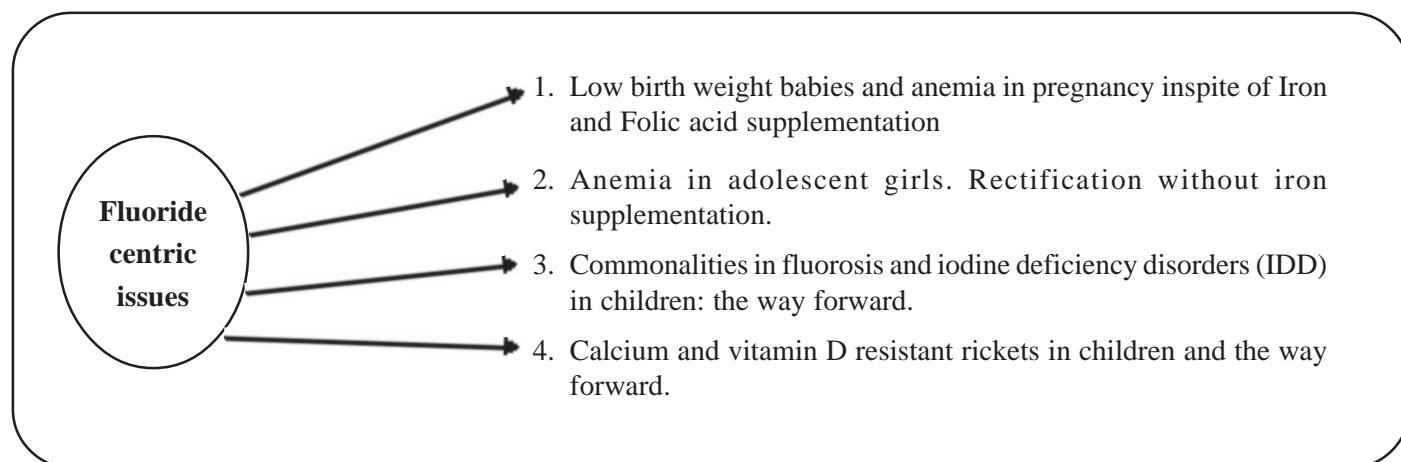 Fluoride
centric
issues
1. Low birth weight babies and anemia in pregnancy inspite of Iron
and Folic acid supplementation
2. Anemia in adolescent girls. Rectification without iron
supplementation.
3. Commonalities in fluorosis and iodine deficiency disorders (IDD)
in children: the way forward.
4. Calcium and vitamin D resistant rickets in children and the way
forward.